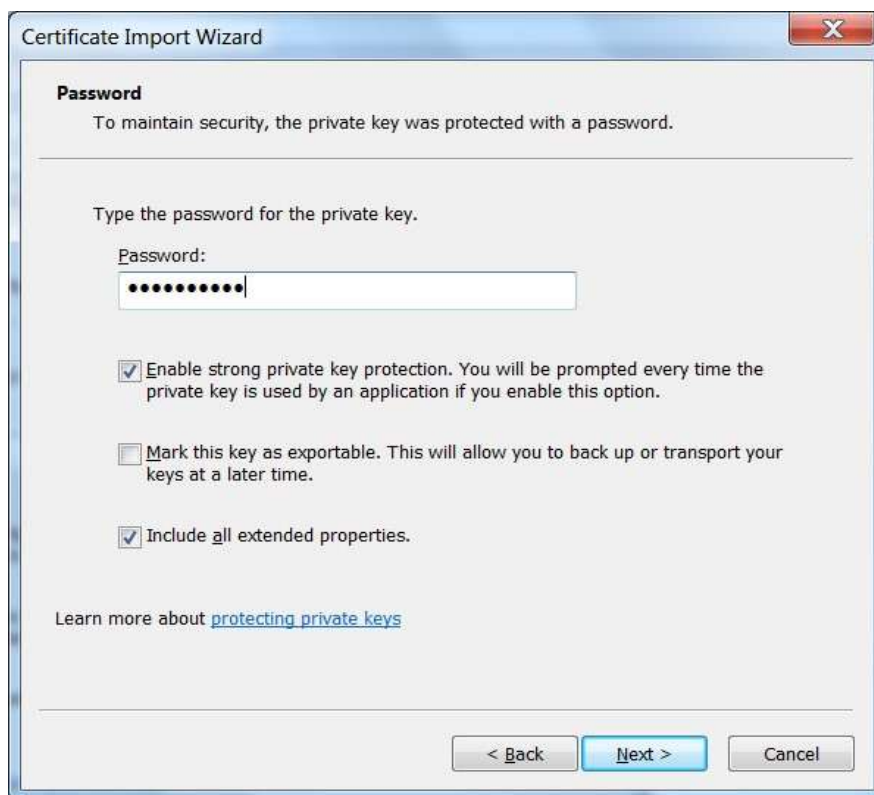 Certificate Import Wizard
Password
To maintain security, the private key was protected with a password.
Type the password for the private key.
Password:
••••••••••
Enable strong private key protection. You will be prompted every time the
private key is used by an application if you enable this option.
Mark this key as exportable. This will allow you to back up or transport your
keys at a later time.
Include all extended properties.
Learn more about protecting private keys
< Back Next > Cancel